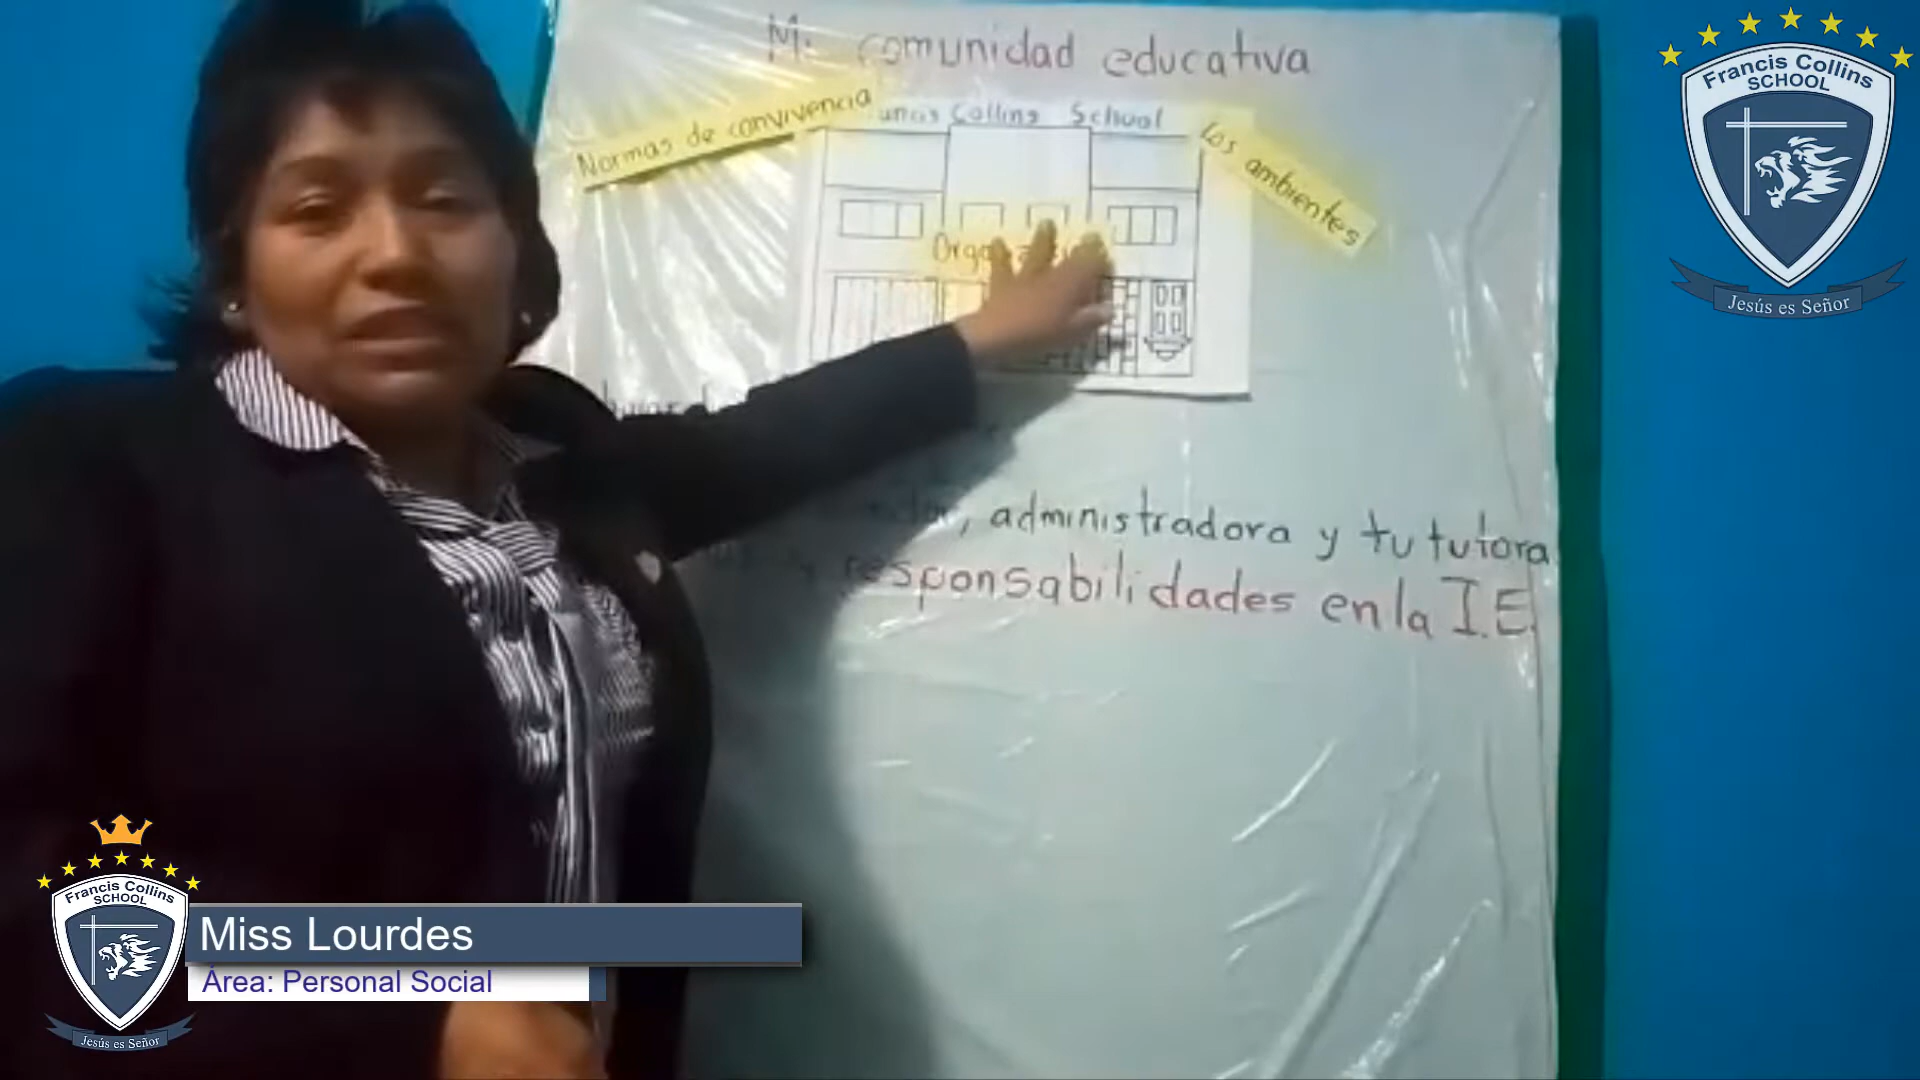 Mi comunidad educativa
Normas de convivencia
Collins School
Los ambientes
administradora y tu tutora
responsabilidades en la I.E.
Francis Collins
SCHOOL
Jesús es Señor
Francis Collins
SCHOOL
Jesús es Señor
Miss Lourdes
Área: Personal Social